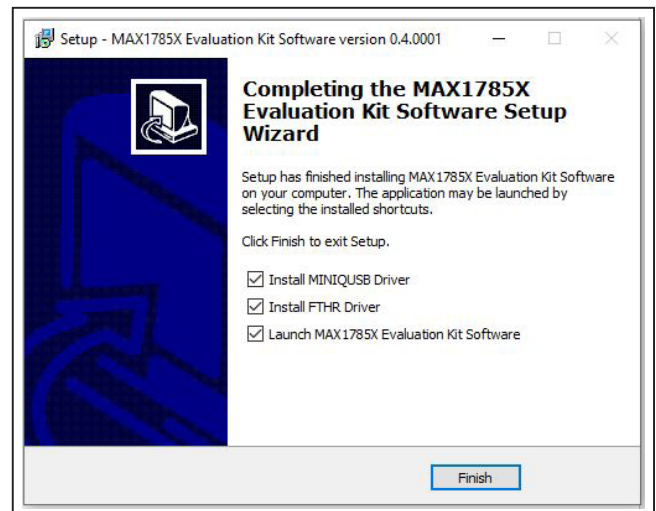 Setup - MAX1785X Evaluation Kit Software version 0.4.0001
Completing the MAX1785X
Evaluation Kit Software Setup
Wizard
Setup has finished installing MAX1785X Evaluation Kit Software
on your computer. The application may be launched by
selecting the installed shortcuts.
Click Finish to exit Setup.
Install MINIQUSB Driver
Install FTHR Driver
Launch MAX1785X Evaluation Kit Software
Finish